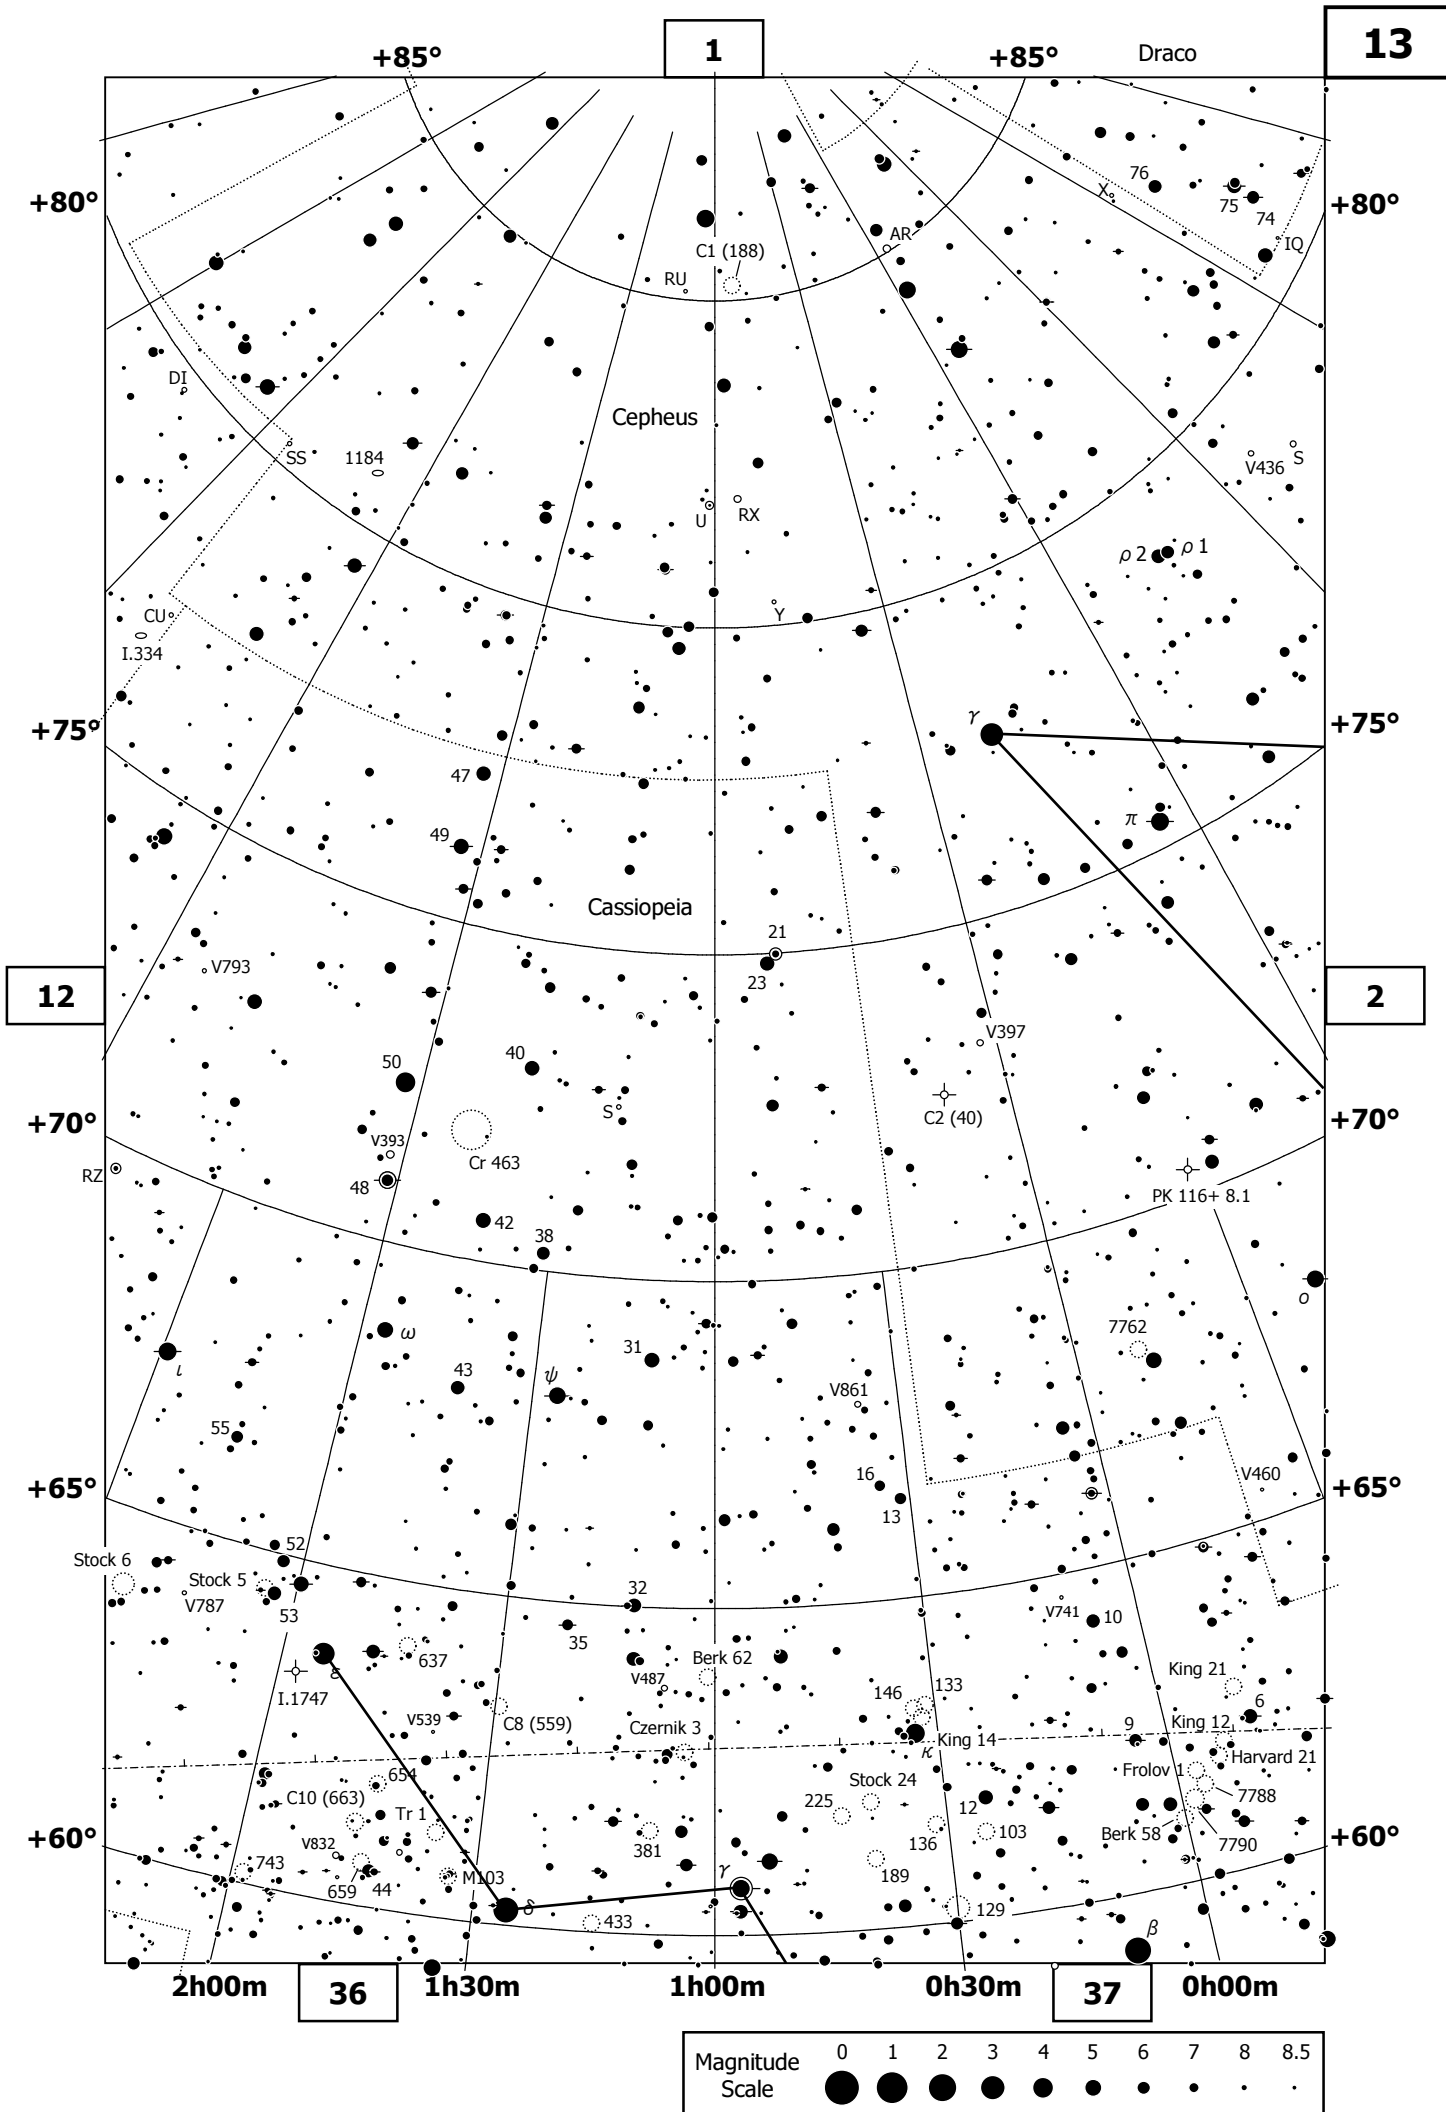 13
1
+85°
+85°
Draco
+80°
+80°
76
X
75
74
IQ
AR
C1 (188)
RU
DI
Cepheus
SS
1184
V436
S
U
RX
ρ 2
ρ 1
CU
Y
I.334
+75°
+75°
γ
47
π
49
Cassiopeia
21
23
V793
12
2
V397
50
40
S
C2 (40)
+70°
+70°
V393
Cr 463
RZ
48
PK 116+ 8.1
42
38
ο
ω
7762
31
ι
43
ψ
V861
55
16
13
V460
+65°
+65°
52
Stock 6
Stock 5
V787
53
32
35
V741
10
ε
637
V487
Berk 62
King 21
I.1747
146
133
6
V539
C8 (559)
Czernik 3
κ
King 14
9
King 12
Harvard 21
654
Frolov 1
C10 (663)
Stock 24
7788
Tr 1
225
12
Berk 58
7790
V832
381
136
103
+60°
+60°
743
659
44
M103
γ
189
δ
433
129
β
2h00m
36
1h30m
1h00m
0h30m
37
0h00m
Magnitude
Scale
0 1 2 3 4 5 6 7 8 8.5